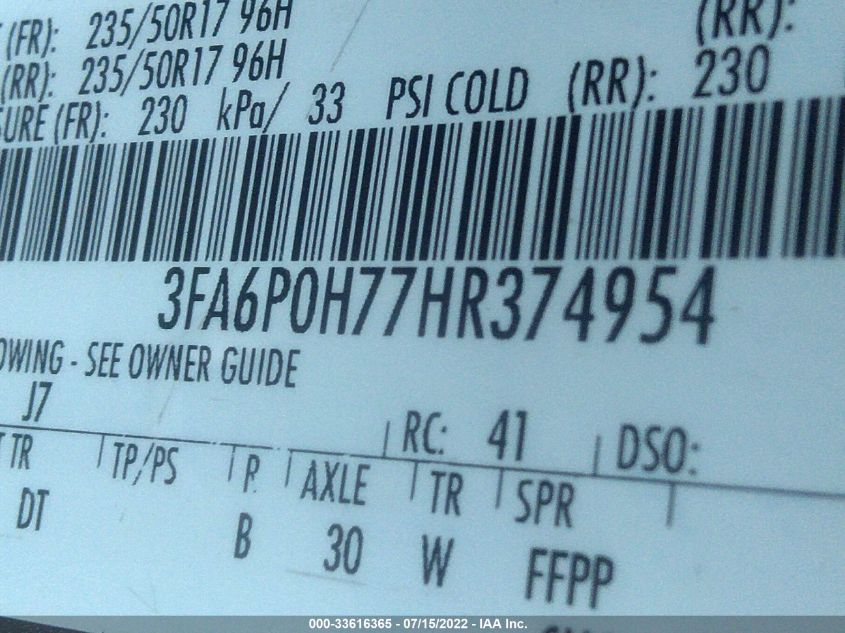 (FR): 235/50R17 96H
(RR): 235/50R17 96H (RR):
SURE (FR): 230 kPa/ 33 PSI COLD (RR): 230
3FA6P0H77HR374954
OWING - SEE OWNER GUIDE
J7
RC: 41 DSO:
TR TP/PS R AXLE TR SPR
DT B 30 W FFPP
000-33616365 - 07/15/2022 - IAA Inc.